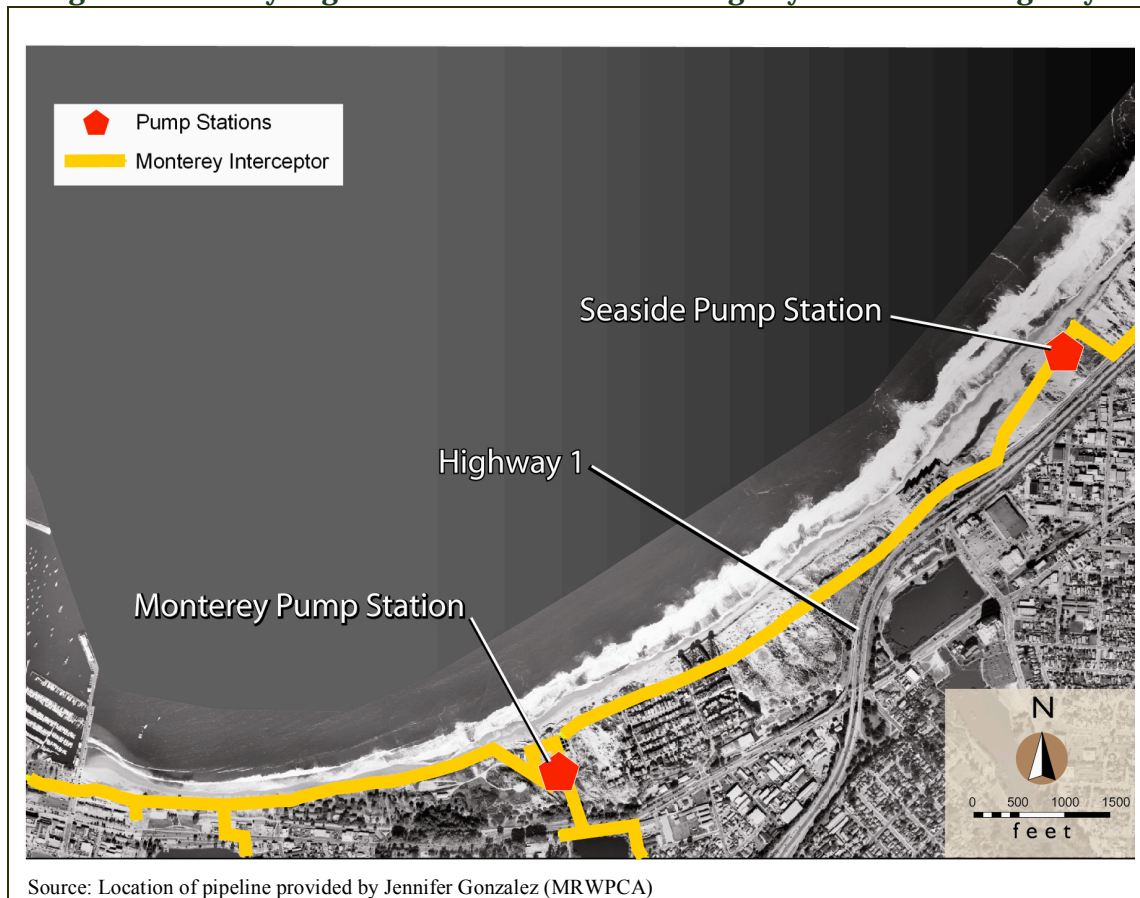 Pump Stations
Monterey Interceptor
Seaside Pump Station
Highway 1
Monterey Pump Station
N
0 500 1000 1500
feet
Source: Location of pipeline provided by Jennifer Gonzalez (MRWPCA)